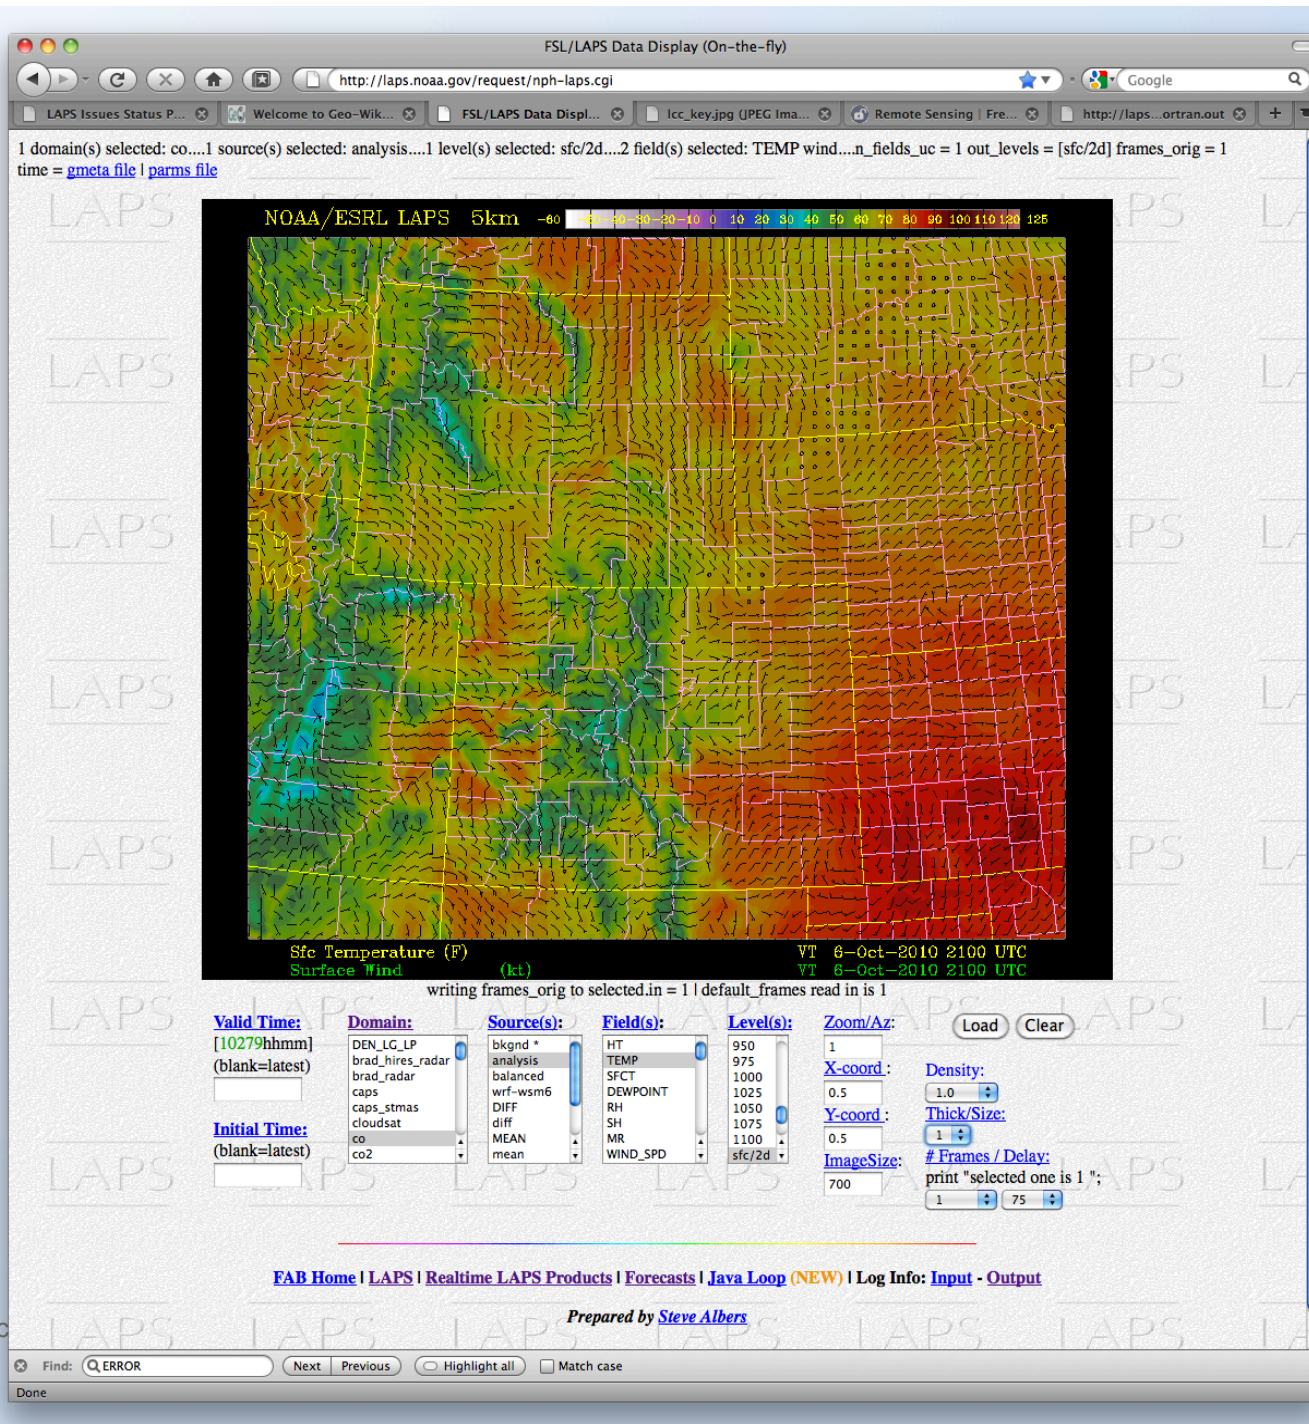 FSL/LAPS Data Display (On-the-fly)
http://laps.noaa.gov/request/nph-laps.cgi
Google
LAPS Issues Status P...
Welcome to Geo-Wik...
FSL/LAPS Data Displ...
lcc_key.jpg (JPEG Ima...
Remote Sensing | Fre...
http://laps...ortran.out
1 domain(s) selected: co....1 source(s) selected: analysis....1 level(s) selected: sfc/2d....2 field(s) selected: TEMP wind....n_fields_uc = 1 out_levels = [sfc/2d] frames_orig = 1
time = gmeta file | parms file
NOAA/ESRL LAPS 5km -60 -50 -40 -30 -20 -10 0 10 20 30 40 50 60 70 80 90 100 110 120 125
Sfc Temperature (F) VT 6-Oct-2010 2100 UTC
Surface Wind (kt) VT 6-Oct-2010 2100 UTC
writing frames_orig to selected.in = 1 | default_frames read in is 1
Valid Time:
[10279hhmm]
(blank=latest)
Initial Time:
(blank=latest)
Domain:
DEN_LG_LP
brad_hires_radar
brad_radar
caps
caps_stmas
cloudsat
co
co2
Source(s):
bkgnd *
analysis
balanced
wrf-wsm6
DIFF
diff
MEAN
mean
Field(s):
HT
TEMP
SFCT
DEWPOINT
RH
SH
MR
WIND_SPD
Level(s):
950
975
1000
1025
1050
1075
1100
sfc/2d
Zoom/Az:
1
X-coord :
0.5
Y-coord :
0.5
ImageSize:
700
Load Clear
Density:
1.0
Thick/Size:
1
# Frames / Delay:
print "selected one is 1 ";
1 75
FAB Home | LAPS | Realtime LAPS Products | Forecasts | Java Loop (NEW) | Log Info: Input - Output
Prepared by Steve Albers
Find: ERROR Next Previous Highlight all Match case
Done